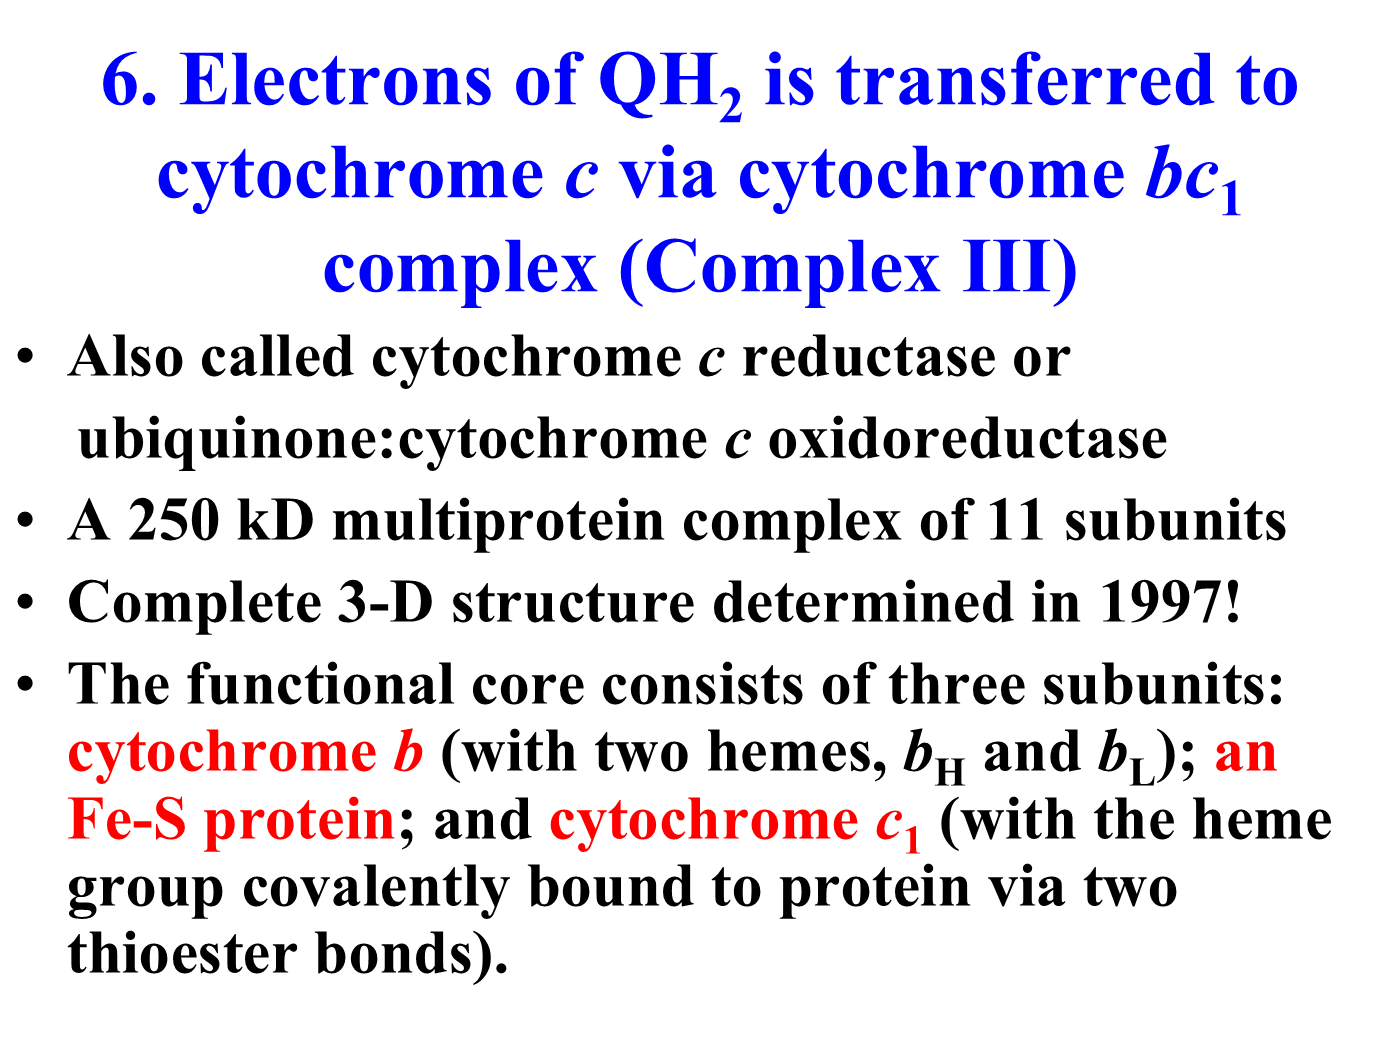 6. Electrons of QH2 is transferred to
cytochrome c via cytochrome bc1
complex (Complex III)
• Also called cytochrome c reductase or
ubiquinone:cytochrome c oxidoreductase
• A 250 kD multiprotein complex of 11 subunits
• Complete 3-D structure determined in 1997!
• The functional core consists of three subunits:
cytochrome b (with two hemes, bH and bL); an
Fe-S protein; and cytochrome c1 (with the heme
group covalently bound to protein via two
thioester bonds).